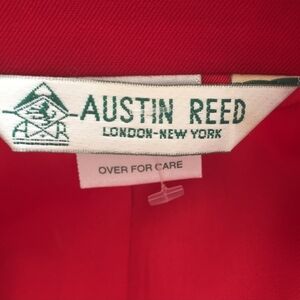 AUSTIN REED
LONDON-NEW YORK
OVER FOR CARE